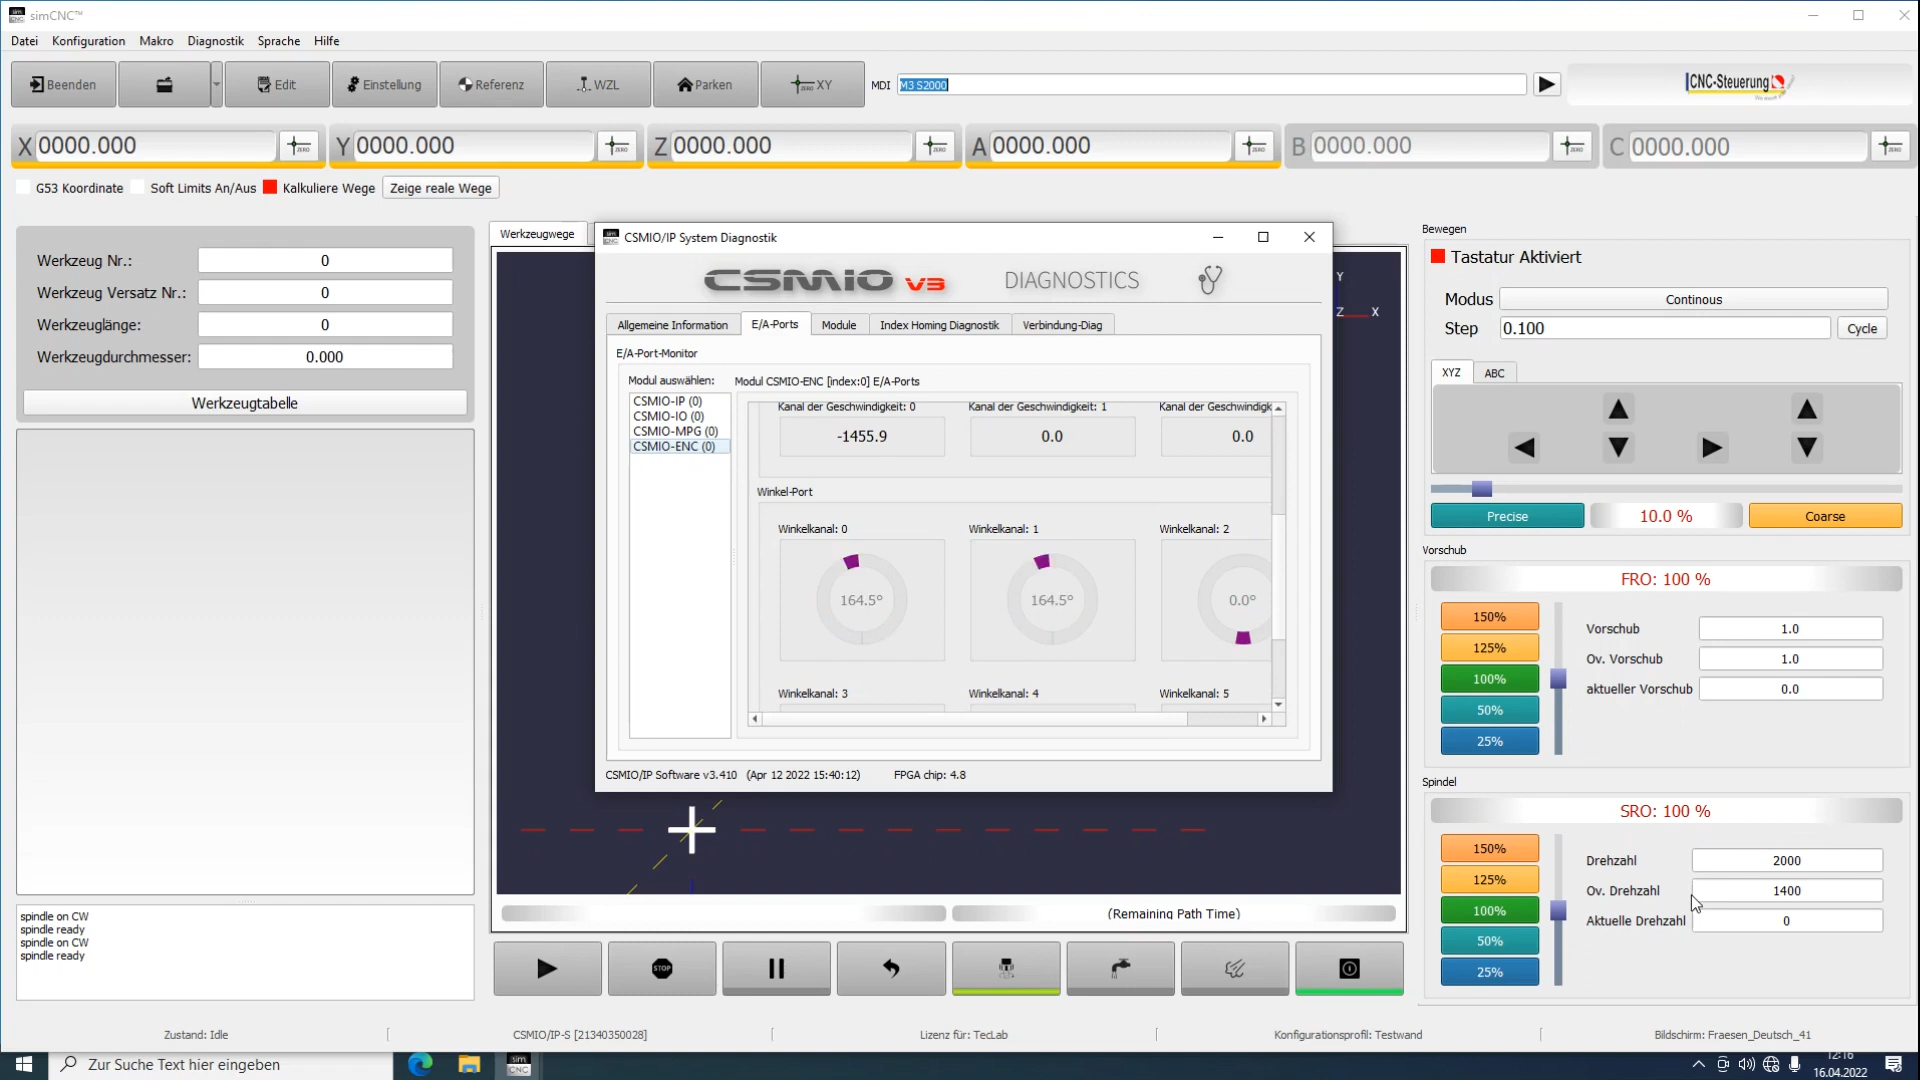 simCNC™
Datei Konfiguration Makro Diagnostik Sprache Hilfe
Beenden Edit Einstellung Referenz WZL Parken ZERO XY MDI M3 S2000 CNC-Steuerung
X 0000.000 ZERO Y 0000.000 ZERO Z 0000.000 ZERO A 0000.000 ZERO B 0000.000 ZERO C 0000.000 ZERO
G53 Koordinate Soft Limits An/Aus Kalkuliere Wege Zeige reale Wege
Werkzeug Nr.: 0
Werkzeug Versatz Nr.: 0
Werkzeuglänge: 0
Werkzeugdurchmesser: 0.000
Werkzeugtabelle
spindle on CW
spindle ready
spindle on CW
spindle ready
Werkzeugwege
Y
Z X
CSMIO/IP System Diagnostik
CSMIO V3 DIAGNOSTICS
Allgemeine Information E/A-Ports Module Index Homing Diagnostik Verbindung-Diag
E/A-Port-Monitor
Modul auswählen:
CSMIO-IP (0)
CSMIO-IO (0)
CSMIO-MPG (0)
CSMIO-ENC (0)
Modul CSMIO-ENC [index:0] E/A-Ports
Kanal der Geschwindigkeit: 0 Kanal der Geschwindigkeit: 1 Kanal der Geschwindigk
-1455.9 0.0 0.0
Winkel-Port
Winkelkanal: 0 Winkelkanal: 1 Winkelkanal: 2
164.5° 164.5° 0.0°
Winkelkanal: 3 Winkelkanal: 4 Winkelkanal: 5
CSMIO/IP Software v3.410 (Apr 12 2022 15:40:12) FPGA chip: 4.8
(Remaining Path Time)
STOP
Bewegen
Tastatur Aktiviert
Modus Continous
Step 0.100 Cycle
XYZ ABC
Precise 10.0 % Coarse
Vorschub
FRO: 100 %
150%
125%
100%
50%
25%
Vorschub 1.0
Ov. Vorschub 1.0
aktueller Vorschub 0.0
Spindel
SRO: 100 %
150%
125%
100%
50%
25%
Drehzahl 2000
Ov. Drehzahl 1400
Aktuelle Drehzahl 0
Zustand: Idle CSMIO/IP-S [21340350028] Lizenz für: TecLab Konfigurationsprofil: Testwand Bildschirm: Fraesen_Deutsch_41
Zur Suche Text hier eingeben sim CNC 12:16
16.04.2022